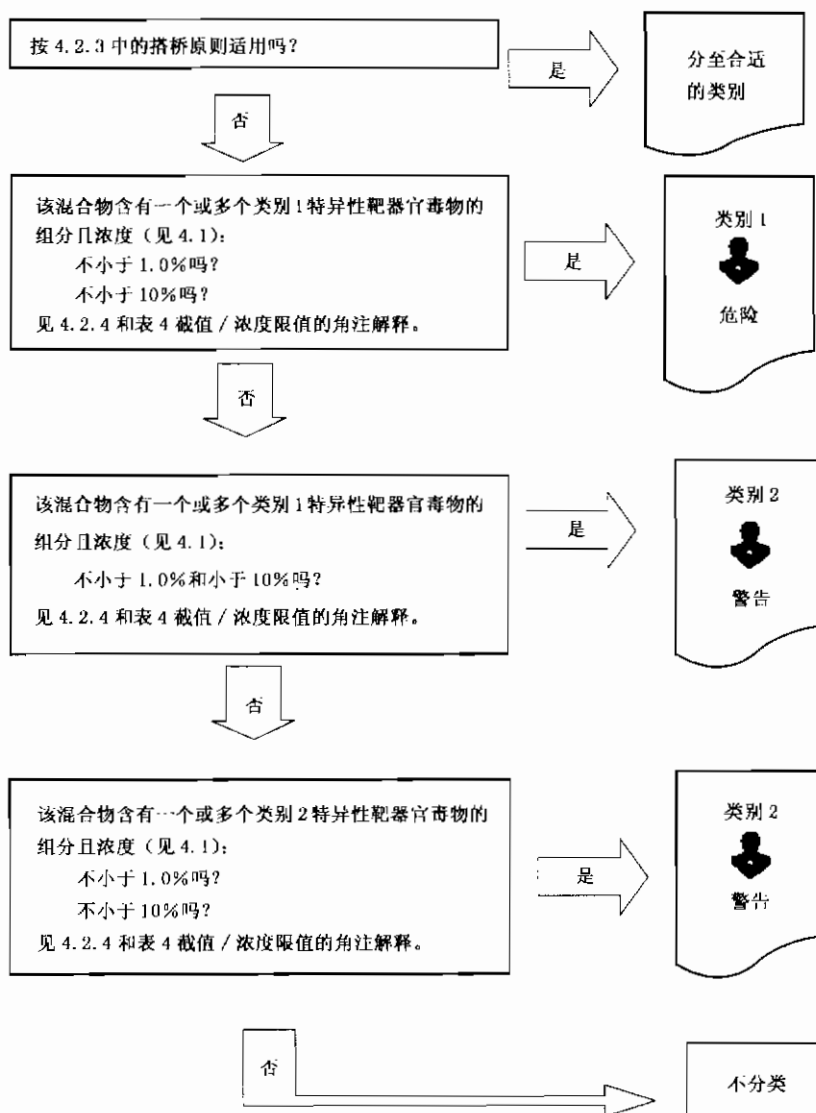 按 4.2.3 中的搭桥原则适用吗？
是
分至合适
的类别
否
该混合物含有一个或多个类别 1 特异性靶器官毒物的
组分且浓度（见 4.1）：
不小于 1.0%吗？
不小于 10%吗？
见 4.2.4 和表 4 截值 / 浓度限值的角注解释。
是
类别 1
危险
否
该混合物含有一个或多个类别 1 特异性靶器官毒物的
组分且浓度（见 4.1）：
不小于 1.0%和小于 10%吗？
见 4.2.4 和表 4 截值 / 浓度限值的角注解释。
是
类别 2
警告
否
该混合物含有一个或多个类别 2 特异性靶器官毒物的
组分且浓度（见 4.1）：
不小于 1.0%吗？
不小于 10%吗？
见 4.2.4 和表 4 截值 / 浓度限值的角注解释。
是
类别 2
警告
否
不分类